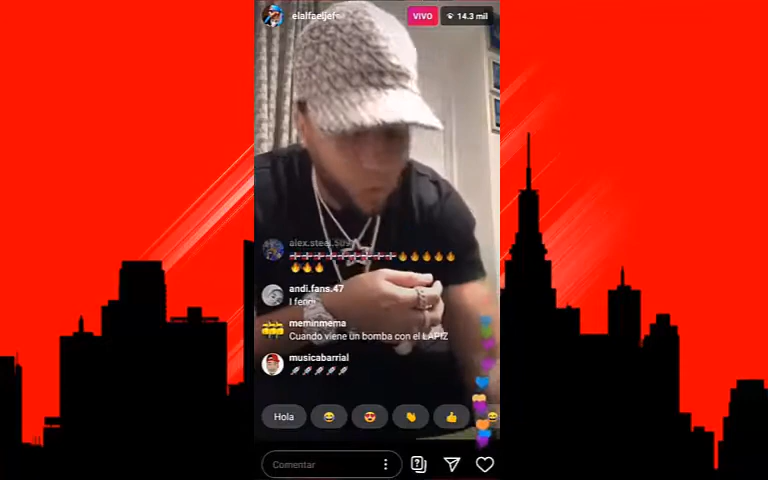 elalfaeljefe
VIVO
14.3 mil
alex.steel.509
andi.fans.47
I fendi
meminmema
Cuando viene un bomba con el LAPIZ
musicabarrial
Hola
Comentar